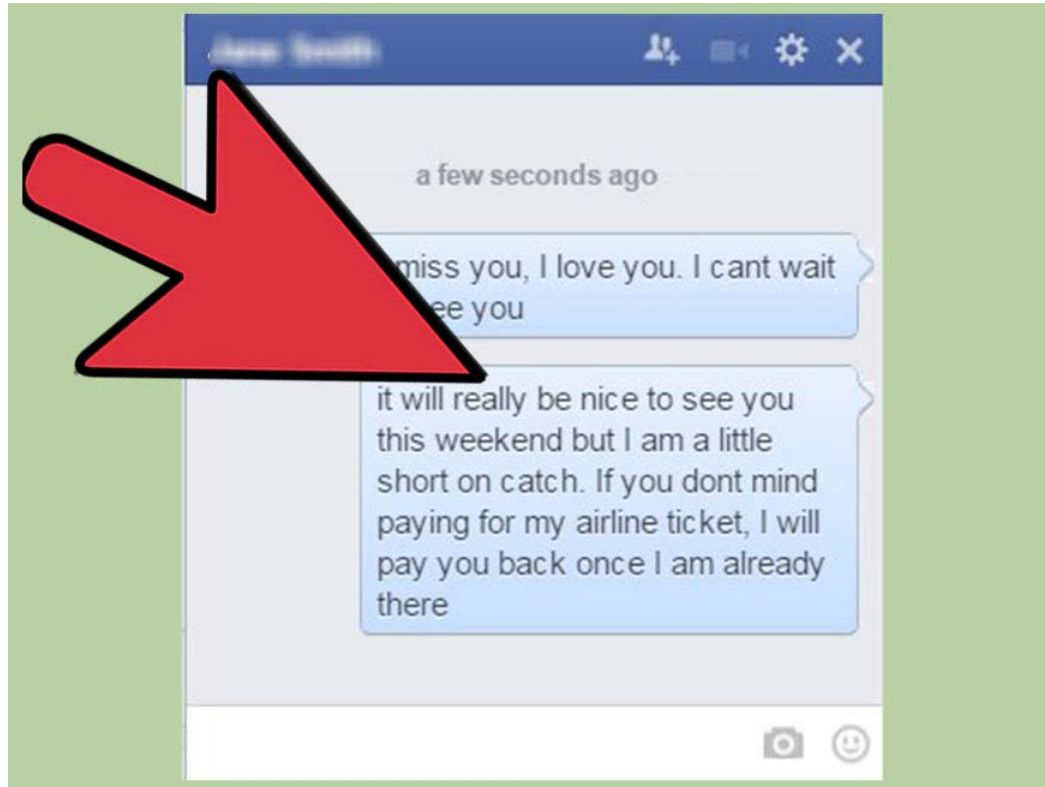 a few seconds ago
miss you, I love you. I cant wait
you
it will really be nice to see you
this weekend but I am a little
short on catch. If you dont mind
paying for my airline ticket, I will
pay you back once I am already
there